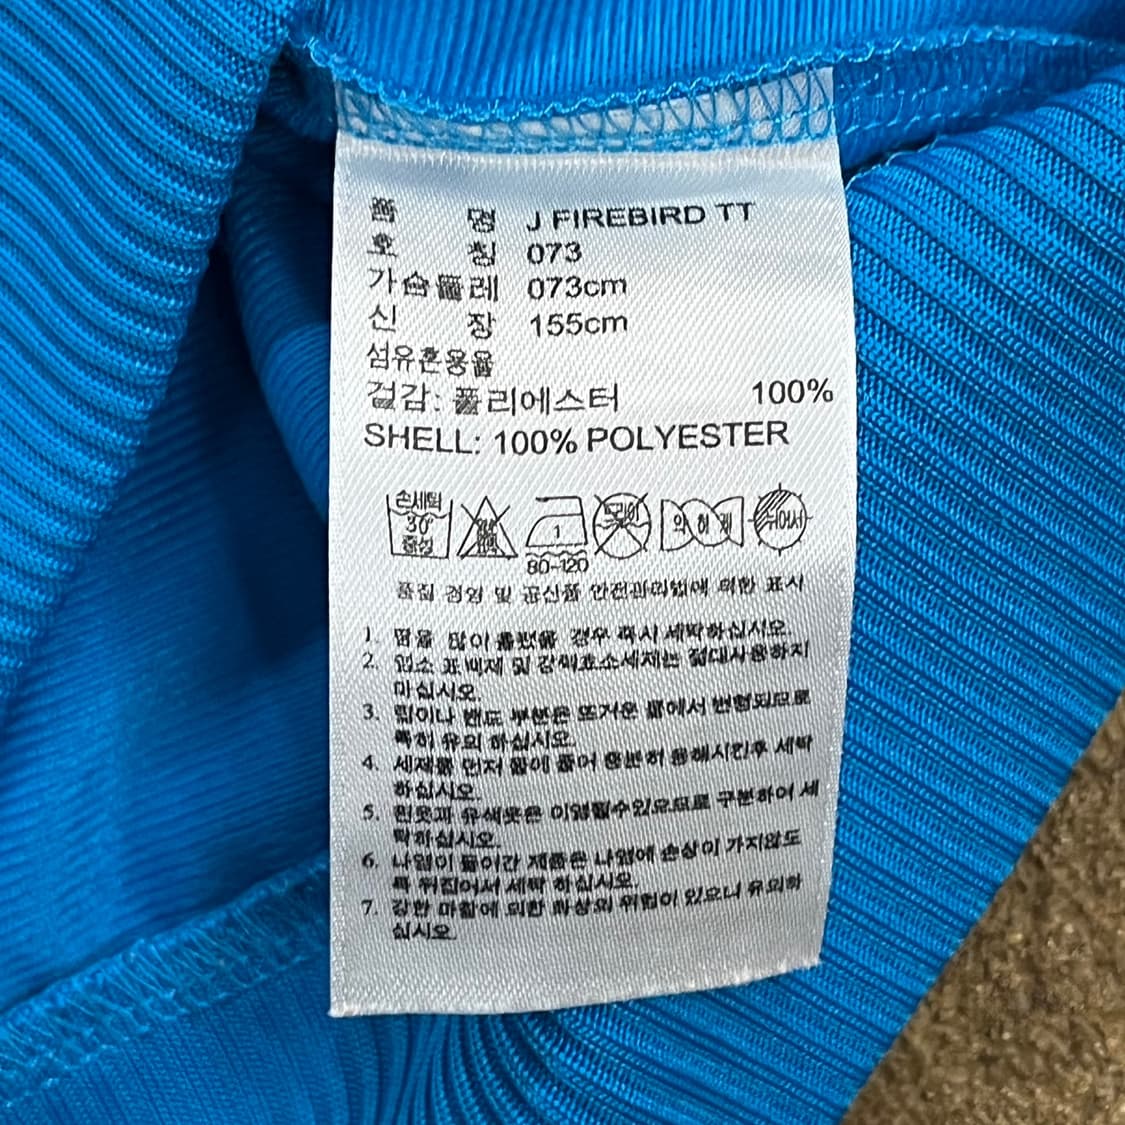 품 명 J FIREBIRD TT
호 칭 073
가슴둘레 073cm
신 장 155cm
섬유혼용율
겉감: 폴리에스터 100%
SHELL: 100% POLYESTER
손세탁 30° 중성
1
80~120
드라이
약하게
뒤집어서
품질 경영 및 공산품 안전관리법에 의한 표시
1. 땀을 많이 흘렸을 경우 즉시 세탁하십시오.
2. 염소 표백제 및 강력효소세제는 절대사용하지
마십시오.
3. 립이나 밴드 부분은 뜨거운 물에서 변형되므로
특히 유의 하십시오.
4. 세제를 먼저 물에 풀어 충분히 용해시킨후 세탁
하십시오.
5. 흰옷과 유색옷은 이염될수있으므로 구분하여 세
탁하십시오.
6. 나염이 들어간 제품은 나염에 손상이 가지않도
록 뒤집어서 세탁 하십시오.
7. 강한 마찰에 의한 화상의 위험이 있으니 유의하
십시오.